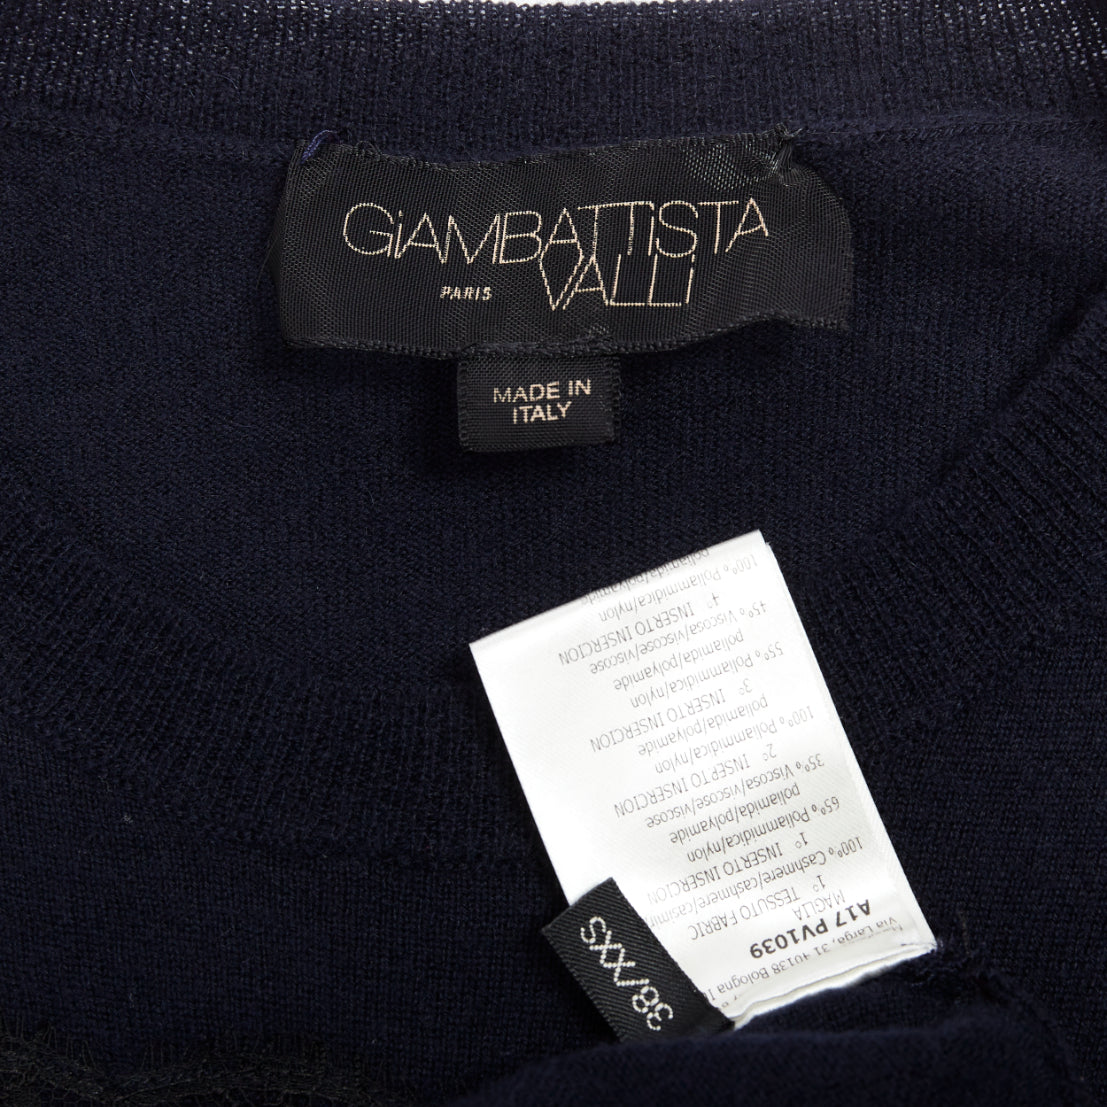 GiAMBATTiSTA
VALLi
PARIS
MADE IN
ITALY
Via Larga, 31 40138 Bologna
A17 PV1039
MAGLIA
1° TESSUTO FABRIC
100% Cashmere/cashmere/casimir
1° INSERTO INSERCION
65% Poliammidica/nylon
poliamida/polyamide
35% Viscosa/viscose/viscose
2° INSERTO INSERCION
100% Poliammidica/nylon
poliamida/polyamide
3° INSERTO INSERCION
55% Poliammidica/nylon
poliamida/polyamide
45% Viscosa/viscose/viscose
4° INSERTO INSERCION
100% Poliammidica/nylon
poliamida/polyamide
38/XXS